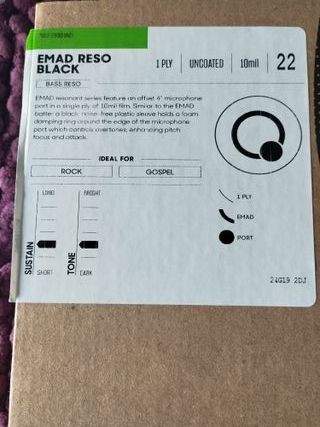 EMAD RESO
BLACK
1 PLY
UNCOATED
10mil
22
BASS RESO
EMAD resonant series feature an offset 4" microphone
port in a single ply of 10mil film. Similar to the EMAD
batter a black, noise-free plastic sleeve holds a foam
damping ring around the edge of the microphone
port which controls overtones, enhancing pitch
focus and attack.
IDEAL FOR
ROCK
GOSPEL
SUSTAIN
LONG
SHORT
TONE
BRIGHT
DARK
1 PLY
EMAD
PORT
24G19 2DJ